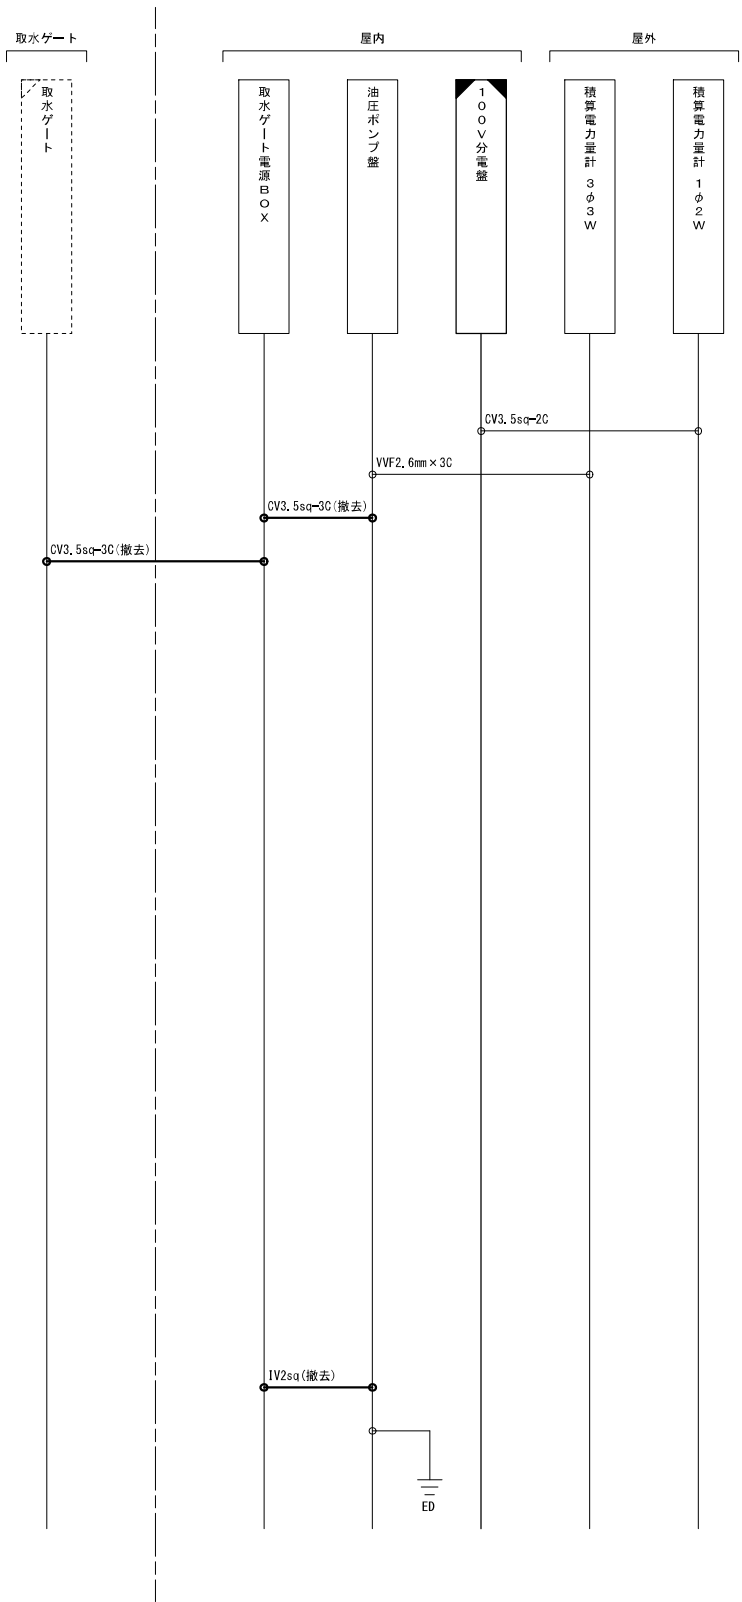 取水ゲート
屋内
屋外
取水ゲート
取水ゲート電源BOX
油圧ポンプ盤
100V分電盤
積算電力量計 3φ3W
積算電力量計 1φ2W
CV3.5sq-2C
VVF2.6mm×3C
CV3.5sq-3C(撤去)
CV3.5sq-3C(撤去)
IV2sq(撤去)
ED